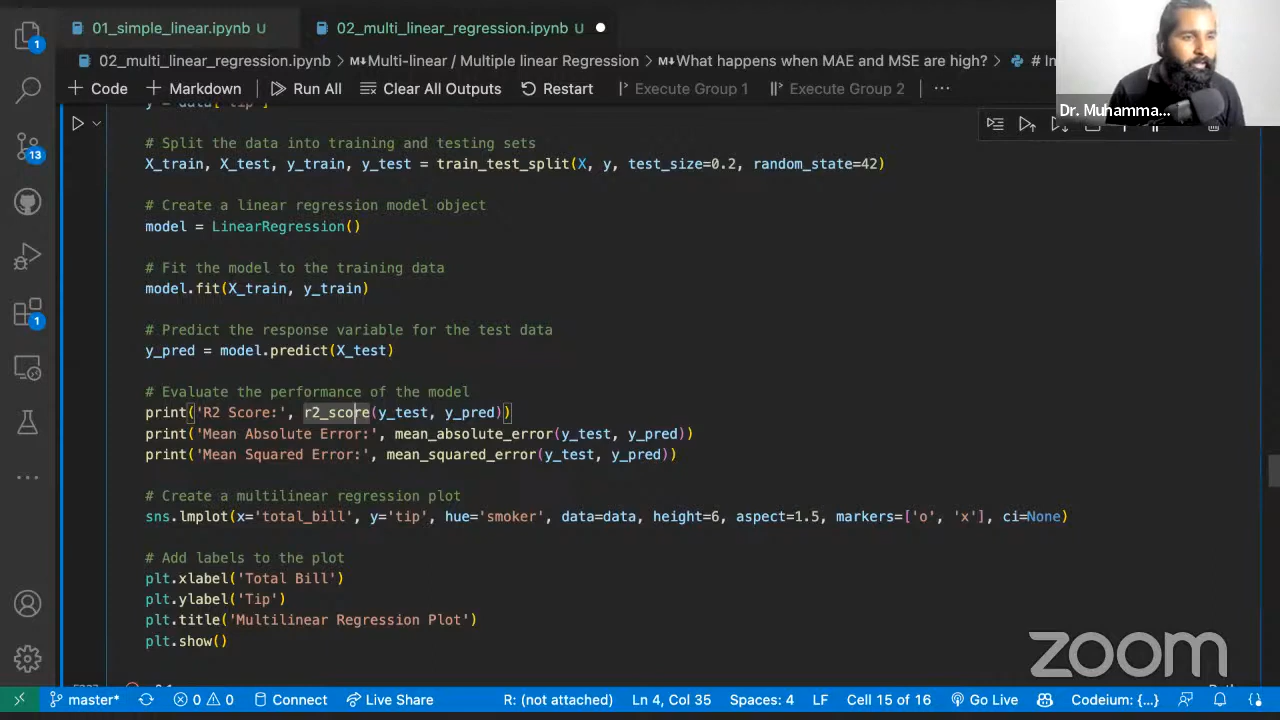 01_simple_linear.ipynb U
02_multi_linear_regression.ipynb U
02_multi_linear_regression.ipynb > Multi-linear / Multiple linear Regression > What happens when MAE and MSE are high? >
+ Code + Markdown Run All Clear All Outputs Restart Execute Group 1 Execute Group 2 ...
Dr. Muhamma...
1
13
1
y = data['tip']
# Split the data into training and testing sets
X_train, X_test, y_train, y_test = train_test_split(X, y, test_size=0.2, random_state=42)
# Create a linear regression model object
model = LinearRegression()
# Fit the model to the training data
model.fit(X_train, y_train)
# Predict the response variable for the test data
y_pred = model.predict(X_test)
# Evaluate the performance of the model
print('R2 Score:', r2_score(y_test, y_pred))
print('Mean Absolute Error:', mean_absolute_error(y_test, y_pred))
print('Mean Squared Error:', mean_squared_error(y_test, y_pred))
# Create a multilinear regression plot
sns.lmplot(x='total_bill', y='tip', hue='smoker', data=data, height=6, aspect=1.5, markers=['o', 'x'], ci=None)
# Add labels to the plot
plt.xlabel('Total Bill')
plt.ylabel('Tip')
plt.title('Multilinear Regression Plot')
plt.show()
zoom
master* 0 0 Connect Live Share R: (not attached) Ln 4, Col 35 Spaces: 4 LF Cell 15 of 16 Go Live Codeium: {...}